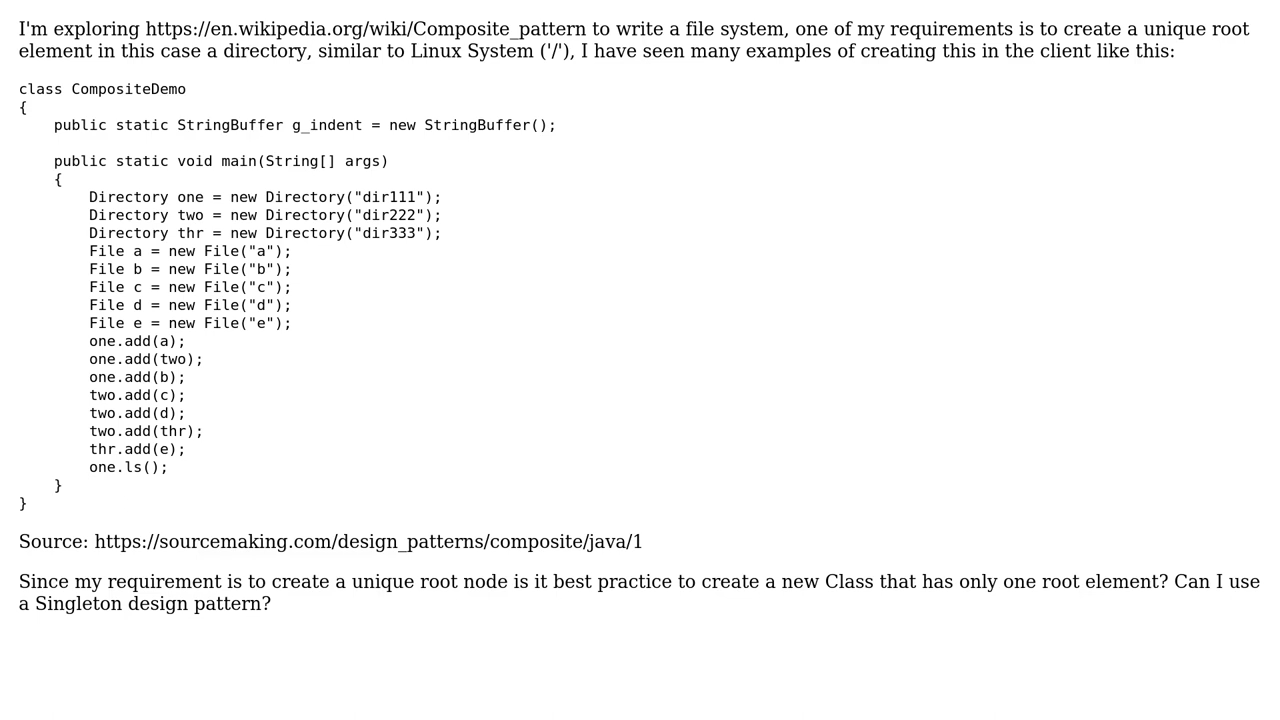 I'm exploring https://en.wikipedia.org/wiki/Composite_pattern to write a file system, one of my requirements is to create a unique root
element in this case a directory, similar to Linux System ('/'), I have seen many examples of creating this in the client like this:
class CompositeDemo
{
    public static StringBuffer g_indent = new StringBuffer();
    public static void main(String[] args)
    {
        Directory one = new Directory("dir111");
        Directory two = new Directory("dir222");
        Directory thr = new Directory("dir333");
        File a = new File("a");
        File b = new File("b");
        File c = new File("c");
        File d = new File("d");
        File e = new File("e");
        one.add(a);
        one.add(two);
        one.add(b);
        two.add(c);
        two.add(d);
        two.add(thr);
        thr.add(e);
        one.ls();
    }
}
Source: https://sourcemaking.com/design_patterns/composite/java/1
Since my requirement is to create a unique root node is it best practice to create a new Class that has only one root element? Can I use
a Singleton design pattern?